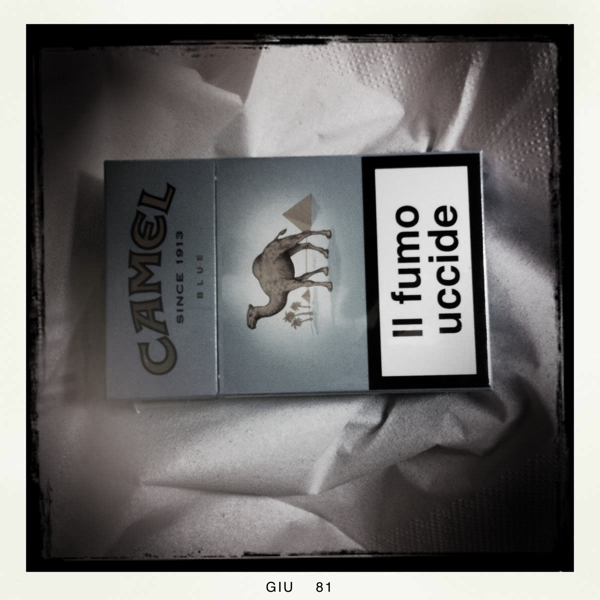 CAMEL
SINCE 1913
BLUE
Il fumo
uccide
GIU 81